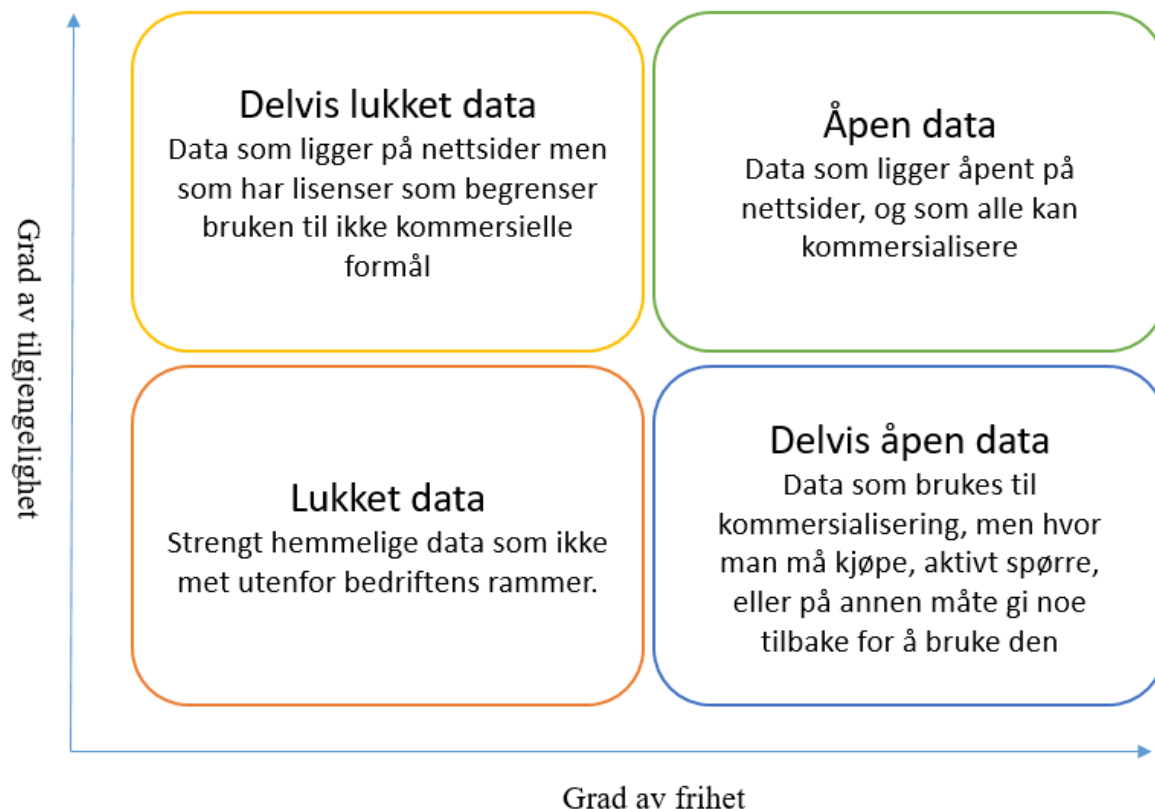 Grad av tilgjengelighet
Delvis lukket data
Data som ligger på nettsider men
som har lisenser som begrenser
bruken til ikke kommersielle
formål
Åpen data
Data som ligger åpent på
nettsider, og som alle kan
kommersialisere
Lukket data
Strengt hemmelige data som ikke
met utenfor bedriftens rammer.
Delvis åpen data
Data som brukes til
kommersialisering, men hvor
man må kjøpe, aktivt spørre,
eller på annen måte gi noe
tilbake for å bruke den
Grad av frihet